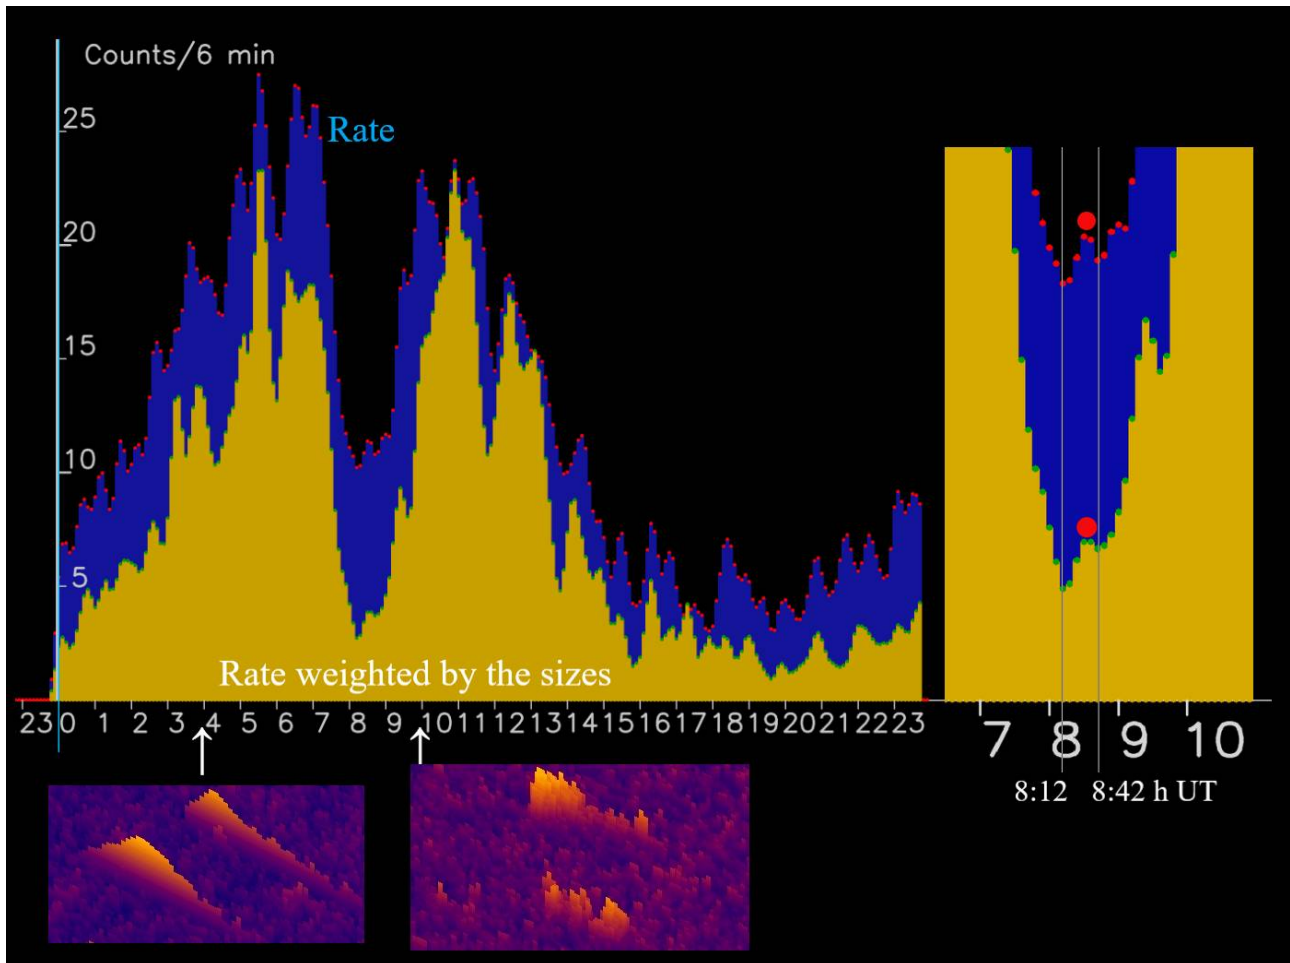 Counts/6 min
25
Rate
20
15
10
5
Rate weighted by the sizes
23 0 1 2 3 4 5 6 7 8 9 10 11 12 13 14 15 16 17 18 19 20 21 22 23
7 8 9 10
8:12 8:42 h UT